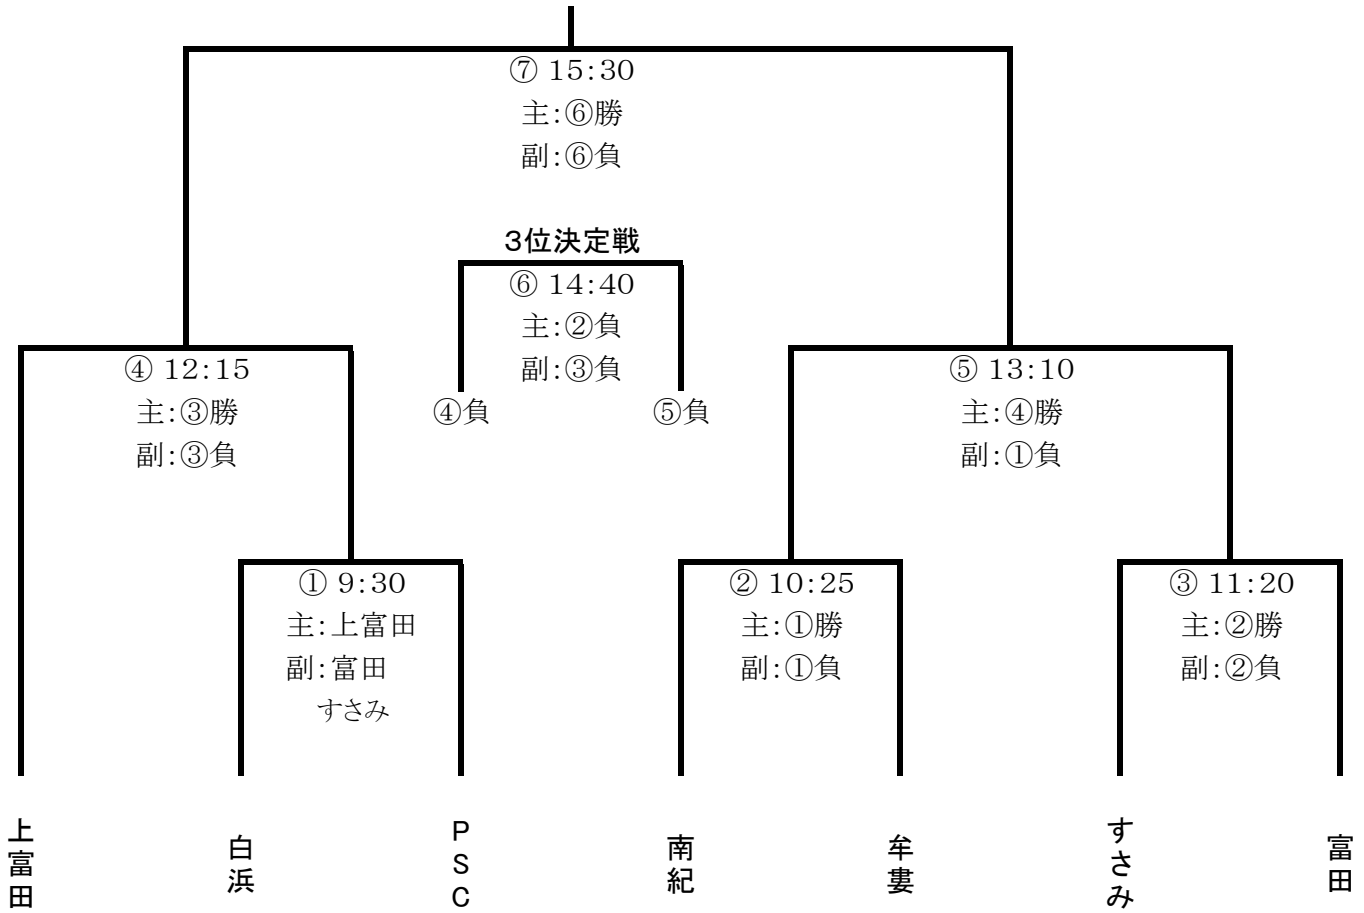 ⑦ 15:30
主:⑥勝
副:⑥負
3位決定戦
⑥ 14:40
主:②負
副:③負
④負
⑤負
④ 12:15
主:③勝
副:③負
⑤ 13:10
主:④勝
副:①負
① 9:30
主:上富田
副:富田
すさみ
② 10:25
主:①勝
副:①負
③ 11:20
主:②勝
副:②負
上富田
白浜
PSC
南紀
牟婁
すさみ
富田